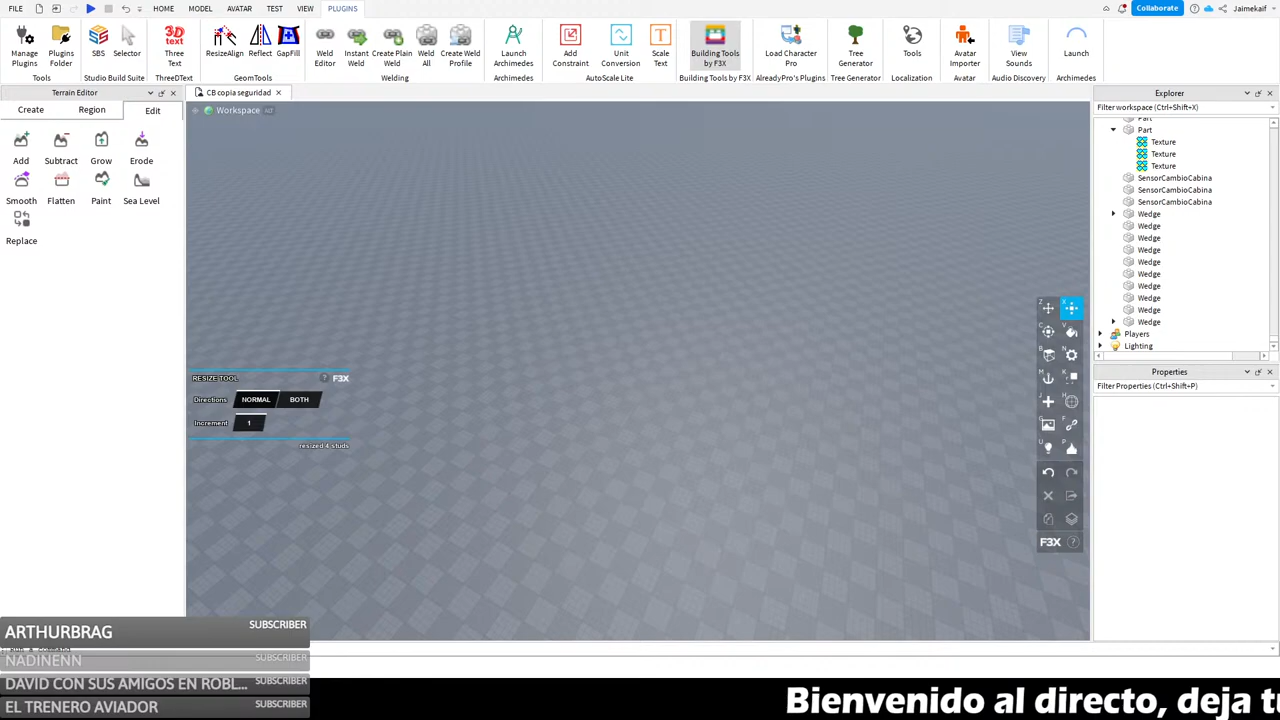 FILE HOME MODEL AVATAR TEST VIEW PLUGINS Collaborate Jaimekaif
Manage Plugins
Plugins Folder
SBS
Selector
3D text
Three Text
ResizeAlign
Reflect
GapFill
Weld Editor
Instant Weld
Create Plain Weld
Weld All
Create Weld Profile
Launch Archimedes
Add Constraint
Unit Conversion
Scale Text
Building Tools by F3X
Load Character Pro
Tree Generator
Tools
Avatar Importer
View Sounds
Launch
Tools Studio Build Suite ThreeDText GeomTools Welding Archimedes AutoScale Lite Building Tools by F3X AlreadyPro's Plugins Tree Generator Localization Avatar Audio Discovery Archimedes
Terrain Editor
Create Region Edit
Add Subtract Grow Erode
Smooth Flatten Paint Sea Level
Replace
CB copia seguridad
Workspace
RESIZE TOOL ? F3X
Directions NORMAL BOTH
Increment 1
resized 4 studs
Z X
C V
B N
M K
J H
G F
U P
F3X ?
Explorer
Filter workspace (Ctrl+Shift+X)
Part
Part
Texture
Texture
Texture
SensorCambioCabina
SensorCambioCabina
SensorCambioCabina
Wedge
Wedge
Wedge
Wedge
Wedge
Wedge
Wedge
Wedge
Wedge
Wedge
Players
Lighting
Properties
Filter Properties (Ctrl+Shift+P)
ARTHURBRAG SUBSCRIBER
Run a command
NADINENN SUBSCRIBER
DAVID CON SUS AMIGOS EN ROBL... SUBSCRIBER
EL TRENERO AVIADOR SUBSCRIBER
Bienvenido al directo, deja t